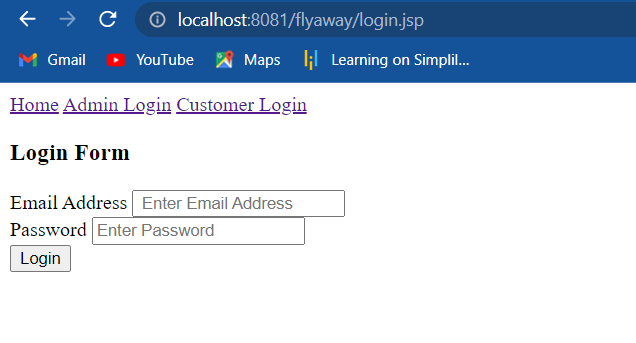 localhost:8081/flyaway/login.jsp
Gmail YouTube Maps Learning on Simplil...
Home Admin Login Customer Login
Login Form
Email Address Enter Email Address
Password Enter Password
Login